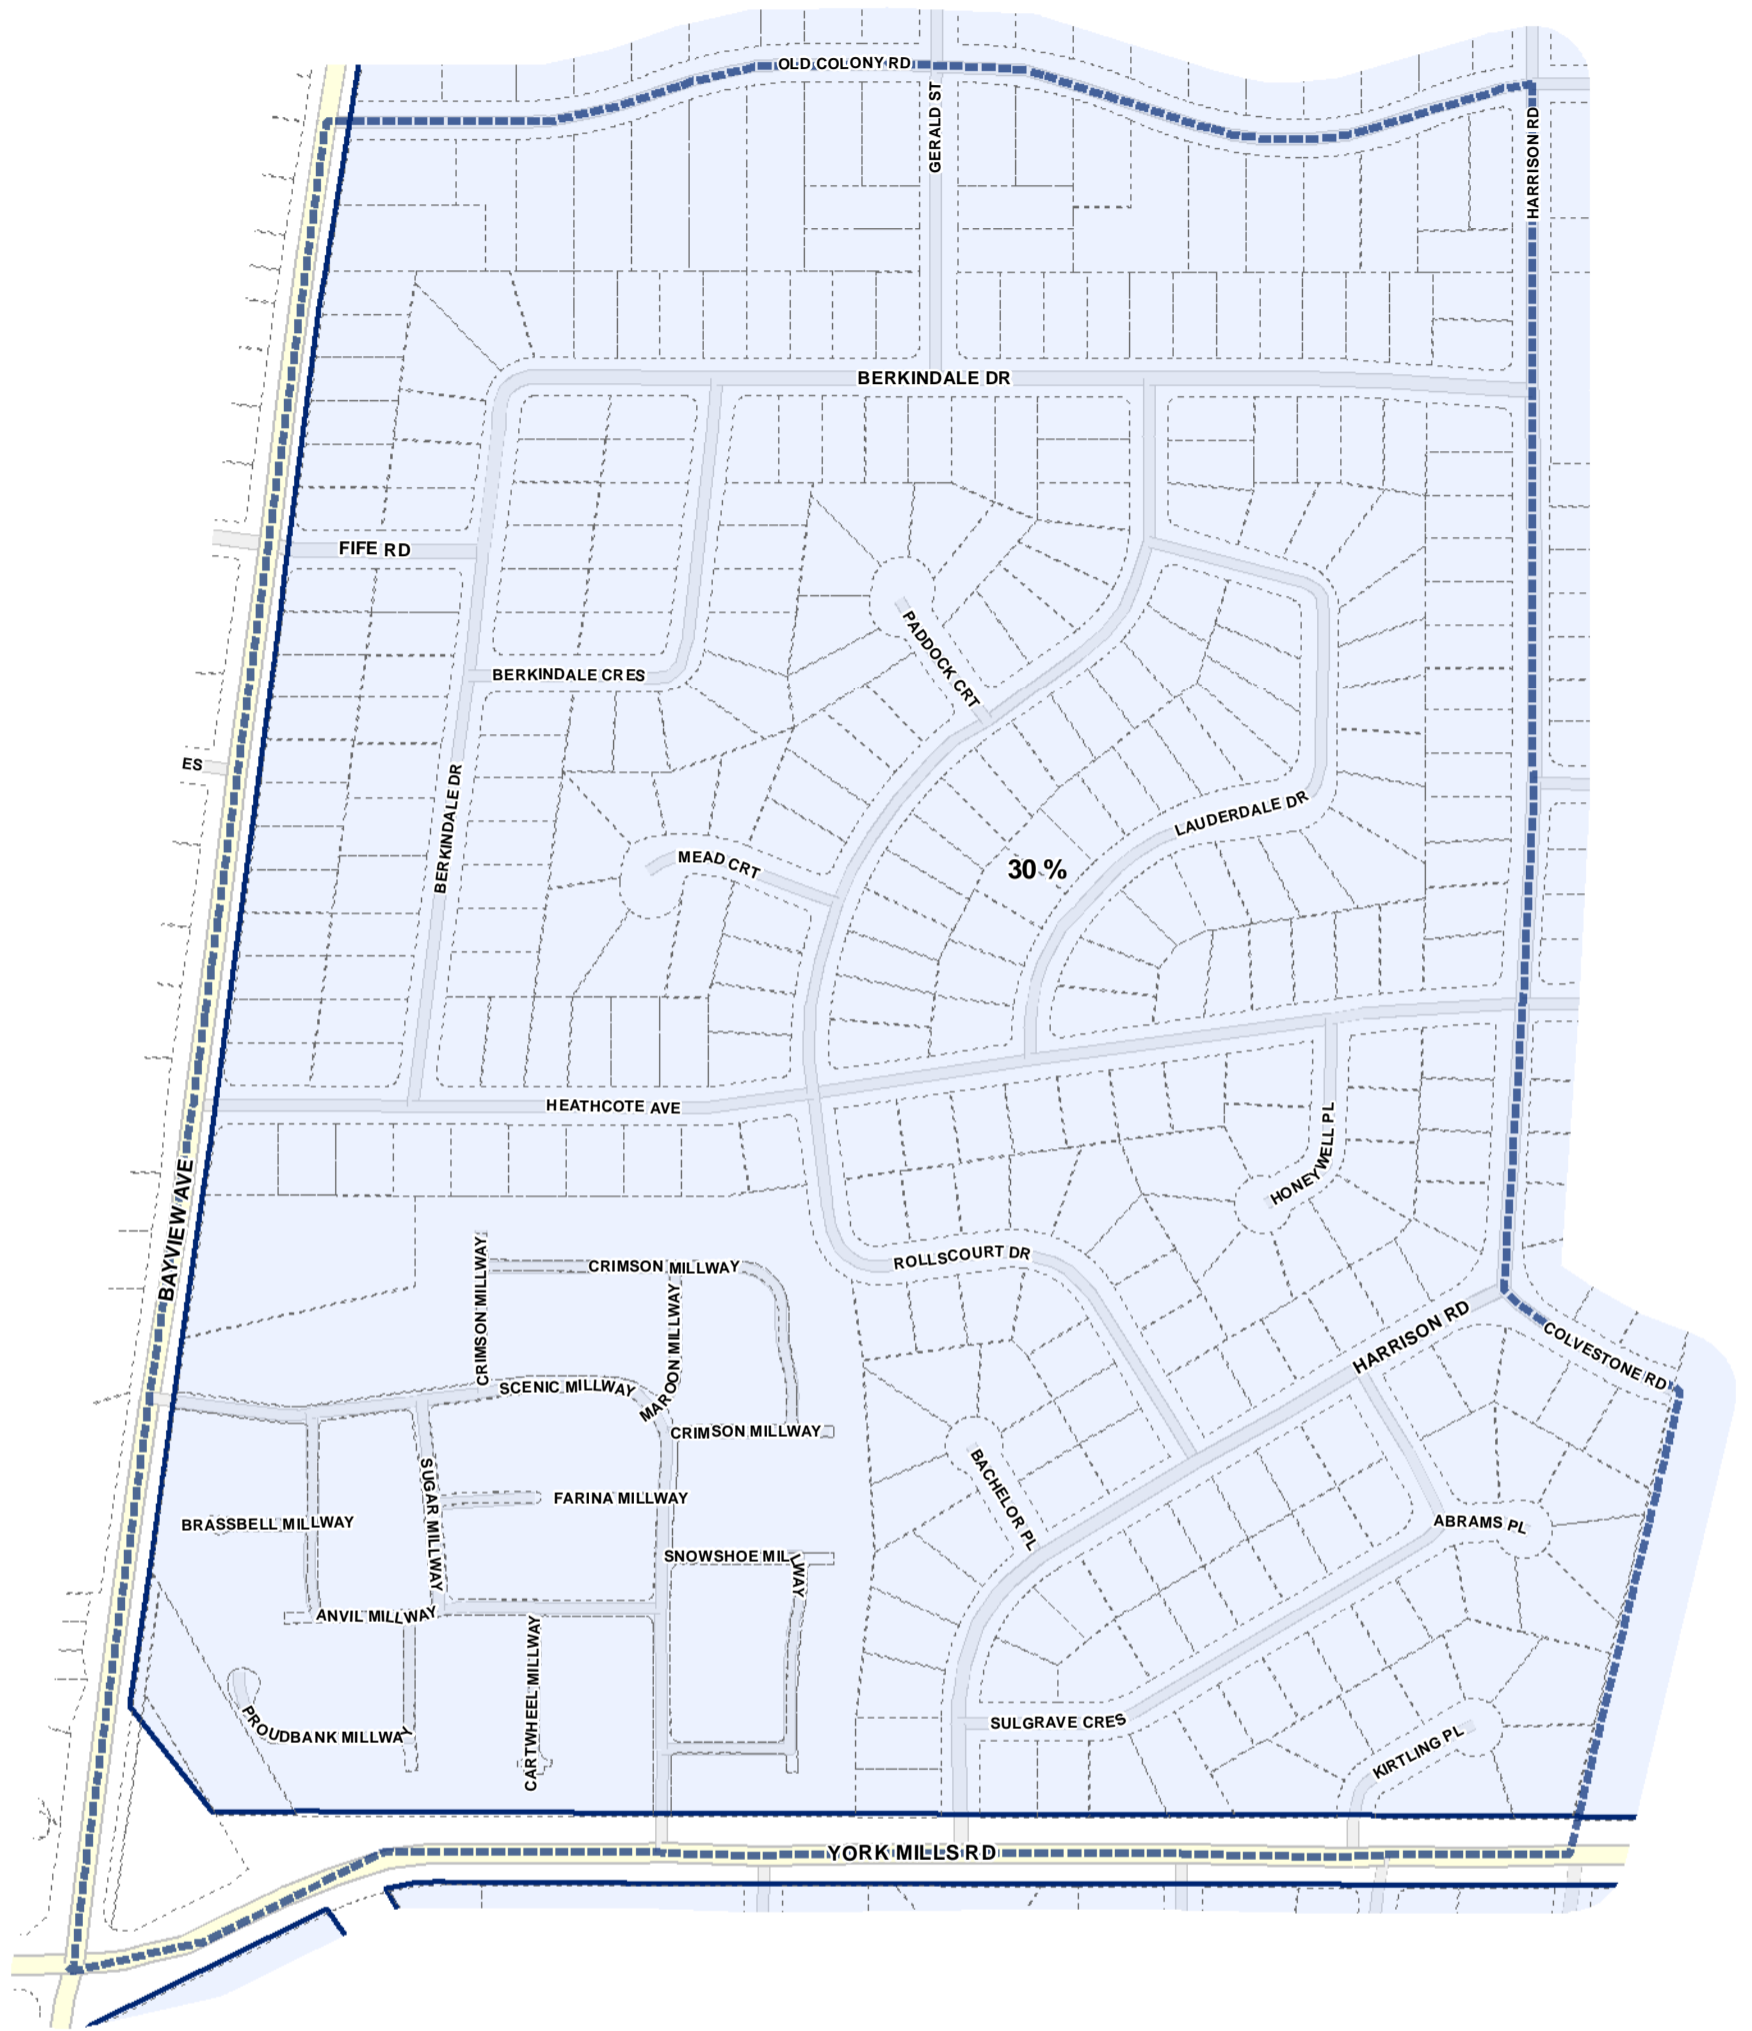 OLD COLONY RD
GERALD ST
HARRISON RD
BERKINDALE DR
FIFE RD
PADDOCK CRT
BERKINDALE CRES
ES
BERKINDALE DR
LAUDERDALE DR
MEAD CRT
30 %
HEATHCOTE AVE
HONEYWELL PL
BAYVIEW AVE
ROLLSCOURT DR
CRIMSON MILLWAY
CRIMSON MILLWAY
MAROON MILLWAY
HARRISON RD
COLVESTONE RD
SCENIC MILLWAY
CRIMSON MILLWAY
BACHELOR PL
SUGAR MILLWAY
FARINA MILLWAY
BRASSBELL MILLWAY
ABRAMS PL
SNOWSHOE MILLWAY
ANVIL MILLWAY
CARTWHEEL MILLWAY
PROUDBANK MILLWAY
SULGRAVE CRES
KIRTLING PL
YORK MILLS RD